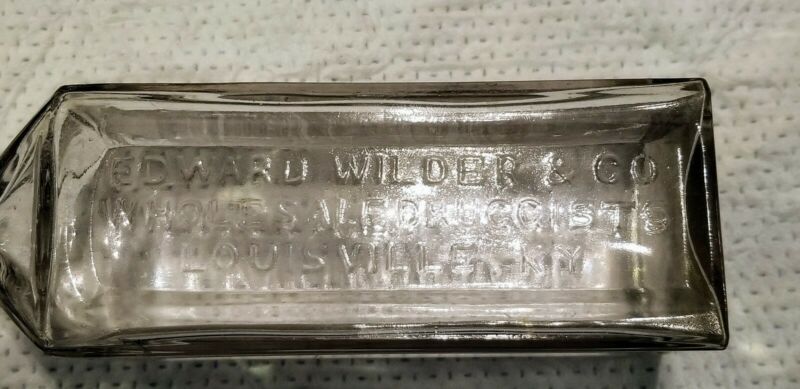 EDWARD WILDER & CO
WHOLESALE DRUGGISTS
LOUISVILLE, KY